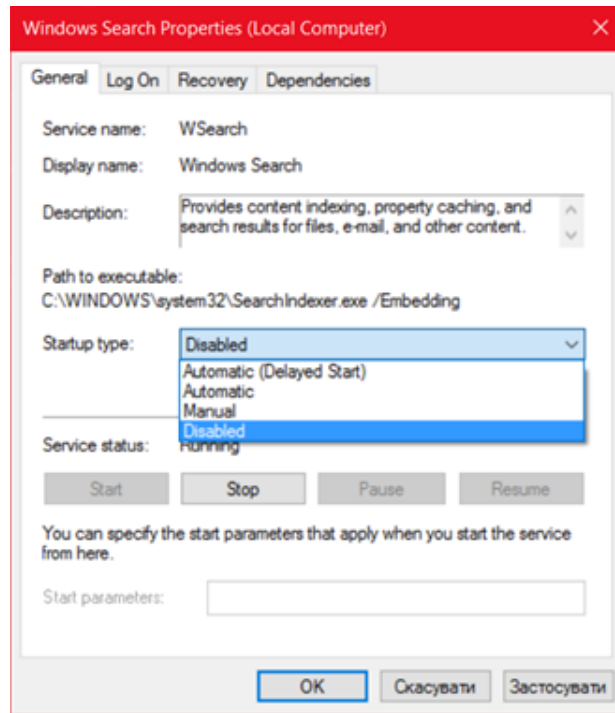 Windows Search Properties (Local Computer)
General Log On Recovery Dependencies
Service name: WSearch
Display name: Windows Search
Description: Provides content indexing, property caching, and
search results for files, e-mail, and other content.
Path to executable:
C:\WINDOWS\system32\SearchIndexer.exe /Embedding
Startup type: Disabled
Automatic (Delayed Start)
Automatic
Manual
Disabled
Service status: Running
Start Stop Pause Resume
You can specify the start parameters that apply when you start the service
from here.
Start parameters:
OK Скасувати Застосувати